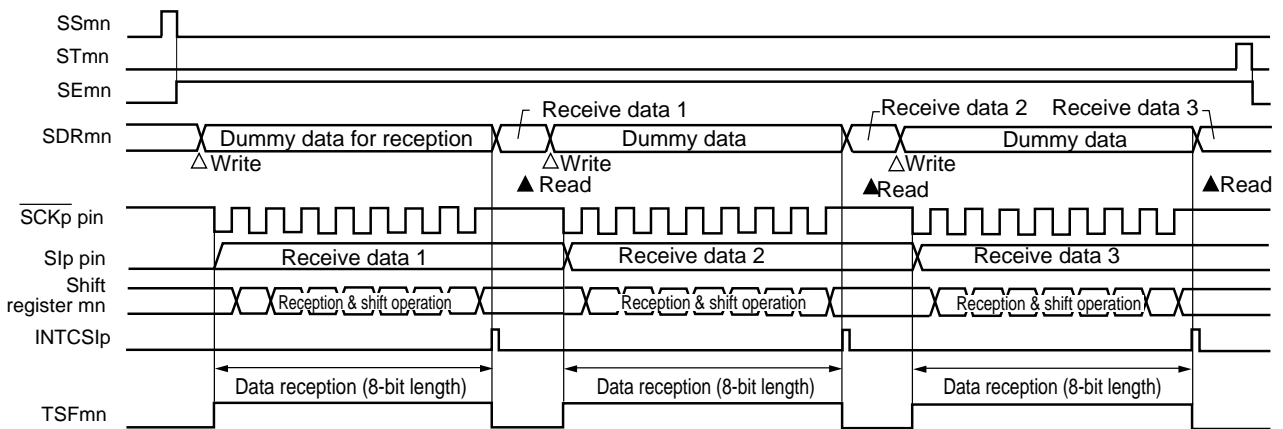 SSmn
STmn
SEmn
Receive data 1
Receive data 2 Receive data 3
SDRmn Dummy data for reception Dummy data Dummy data
△Write △Write △Write
▲Read ▲Read ▲Read
SCKp pin
SIp pin Receive data 1 Receive data 2 Receive data 3
Shift
register mn Reception & shift operation Reception & shift operation Reception & shift operation
INTCSIp
Data reception (8-bit length) Data reception (8-bit length) Data reception (8-bit length)
TSFmn